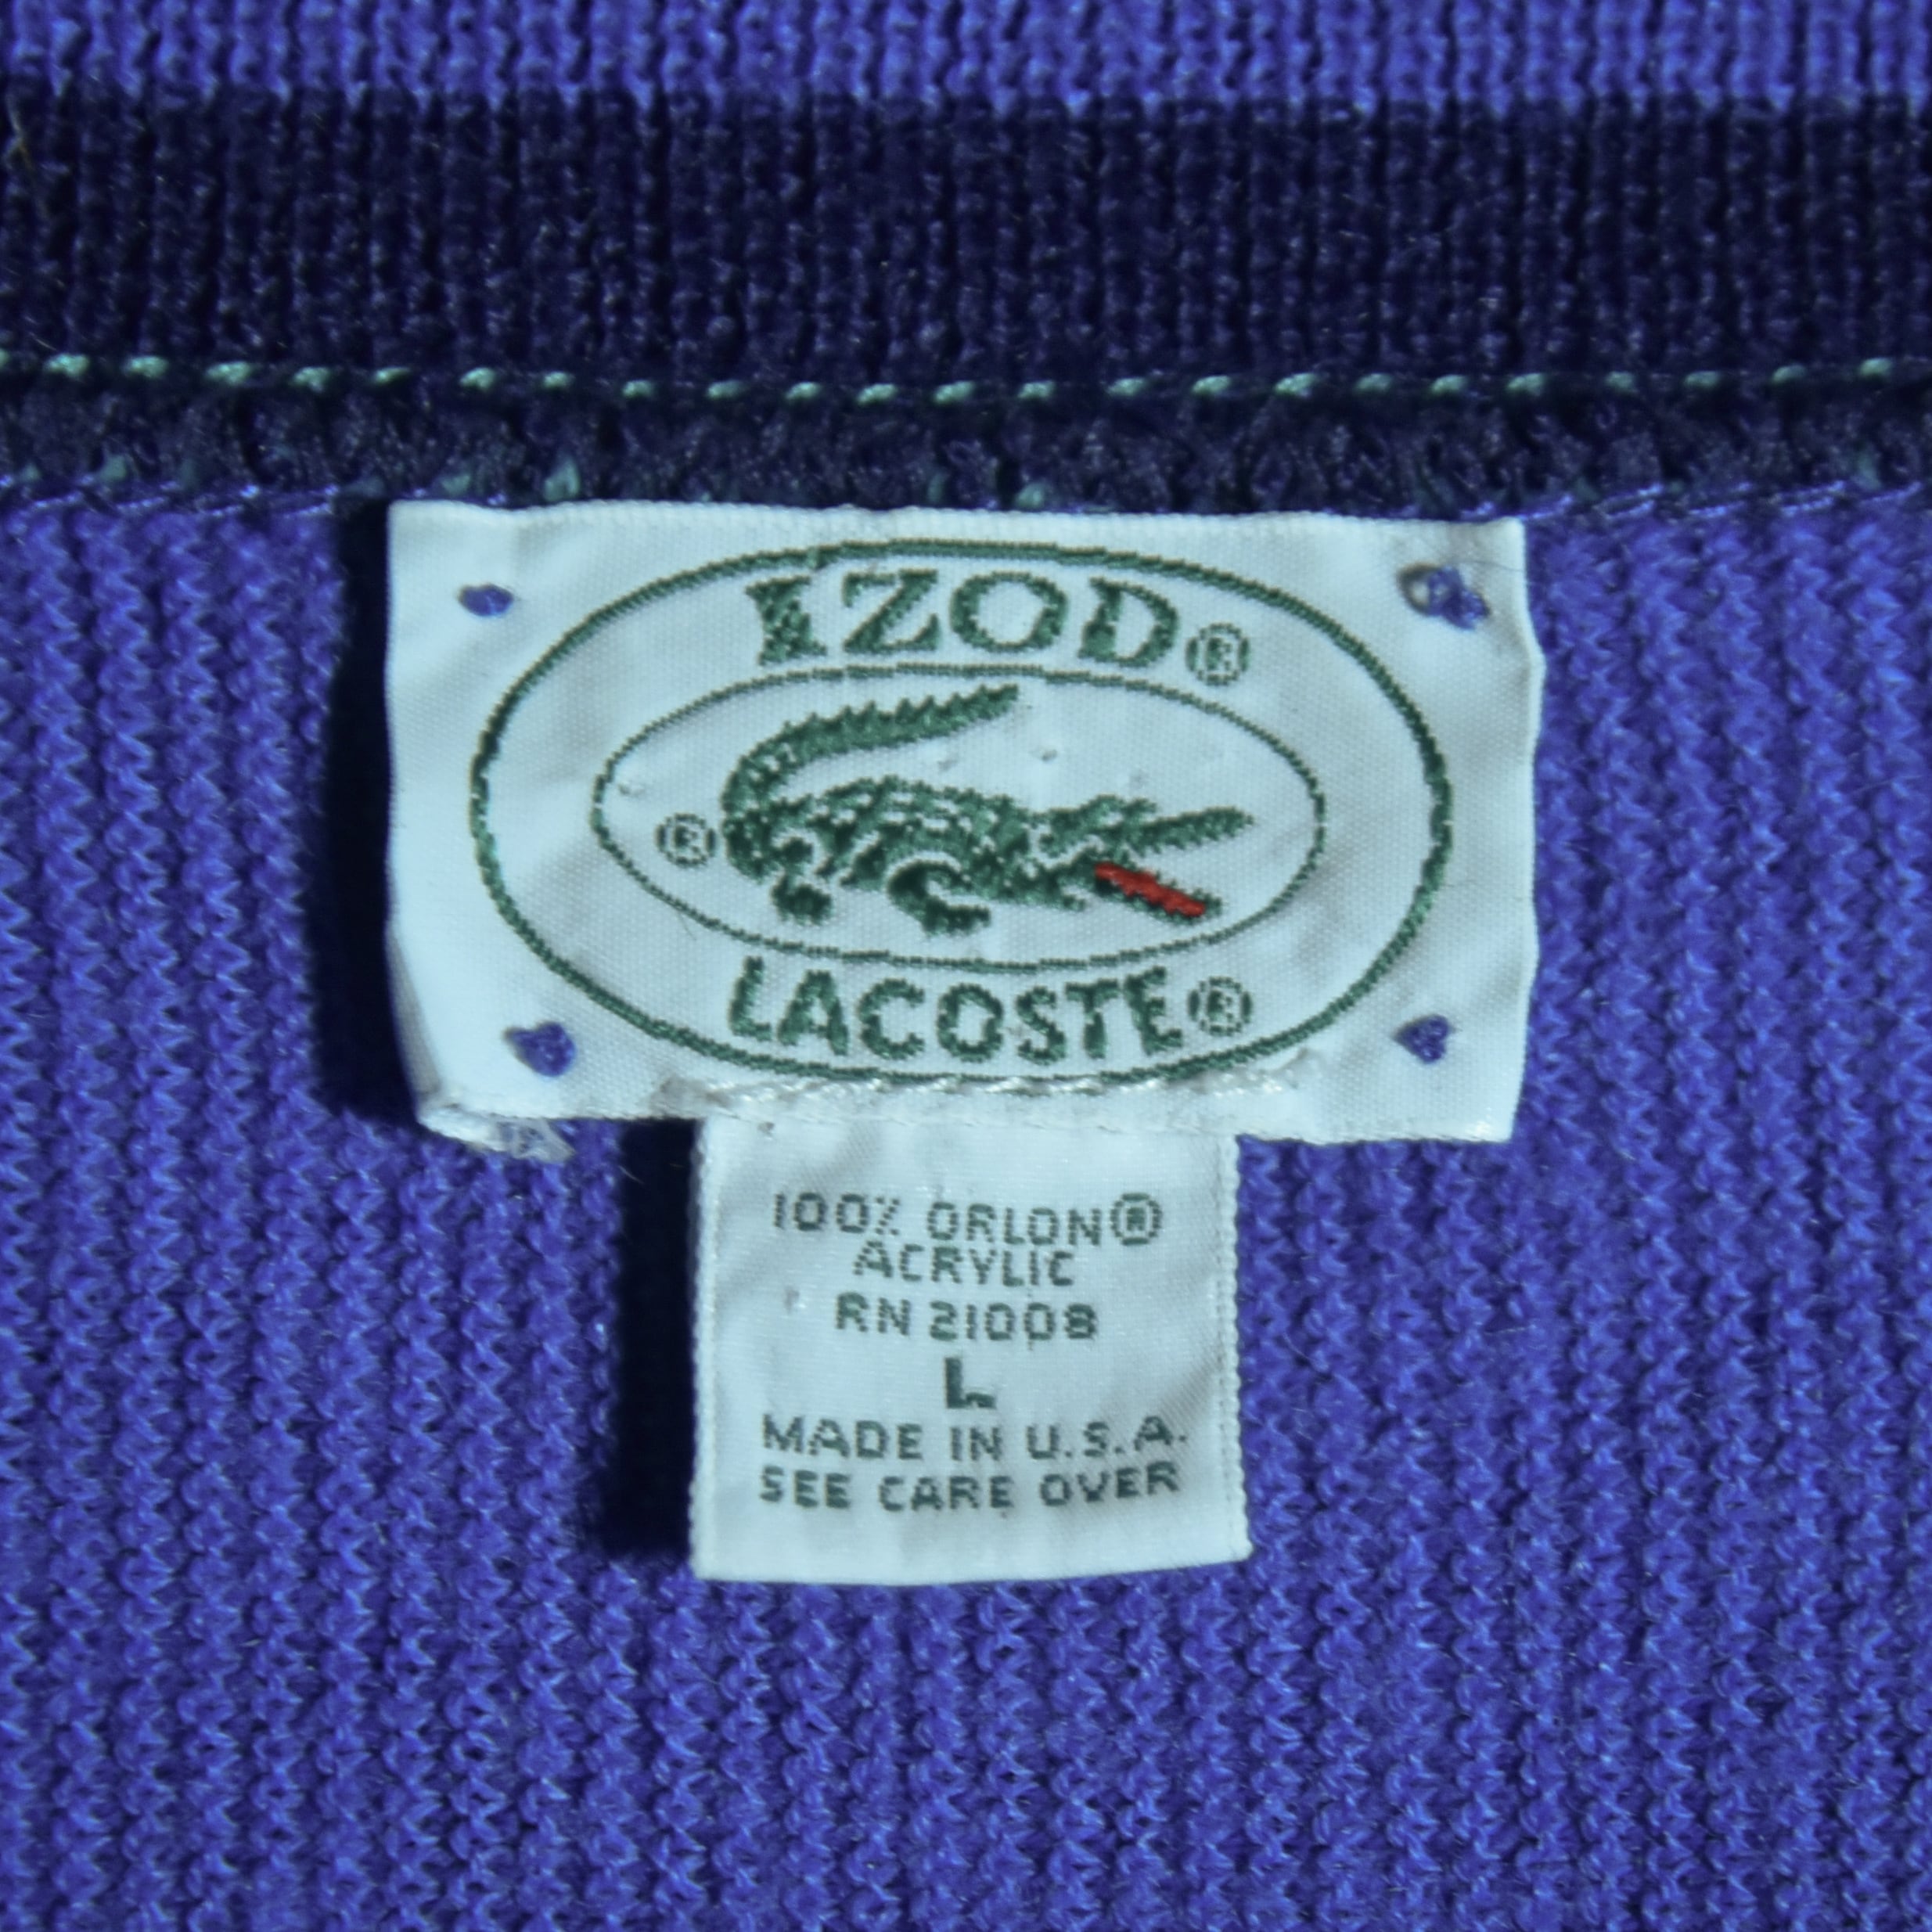 IZOD®
®
LACOSTE®
100% ORLON®
ACRYLIC
RN 21008
L
MADE IN U.S.A.
SEE CARE OVER